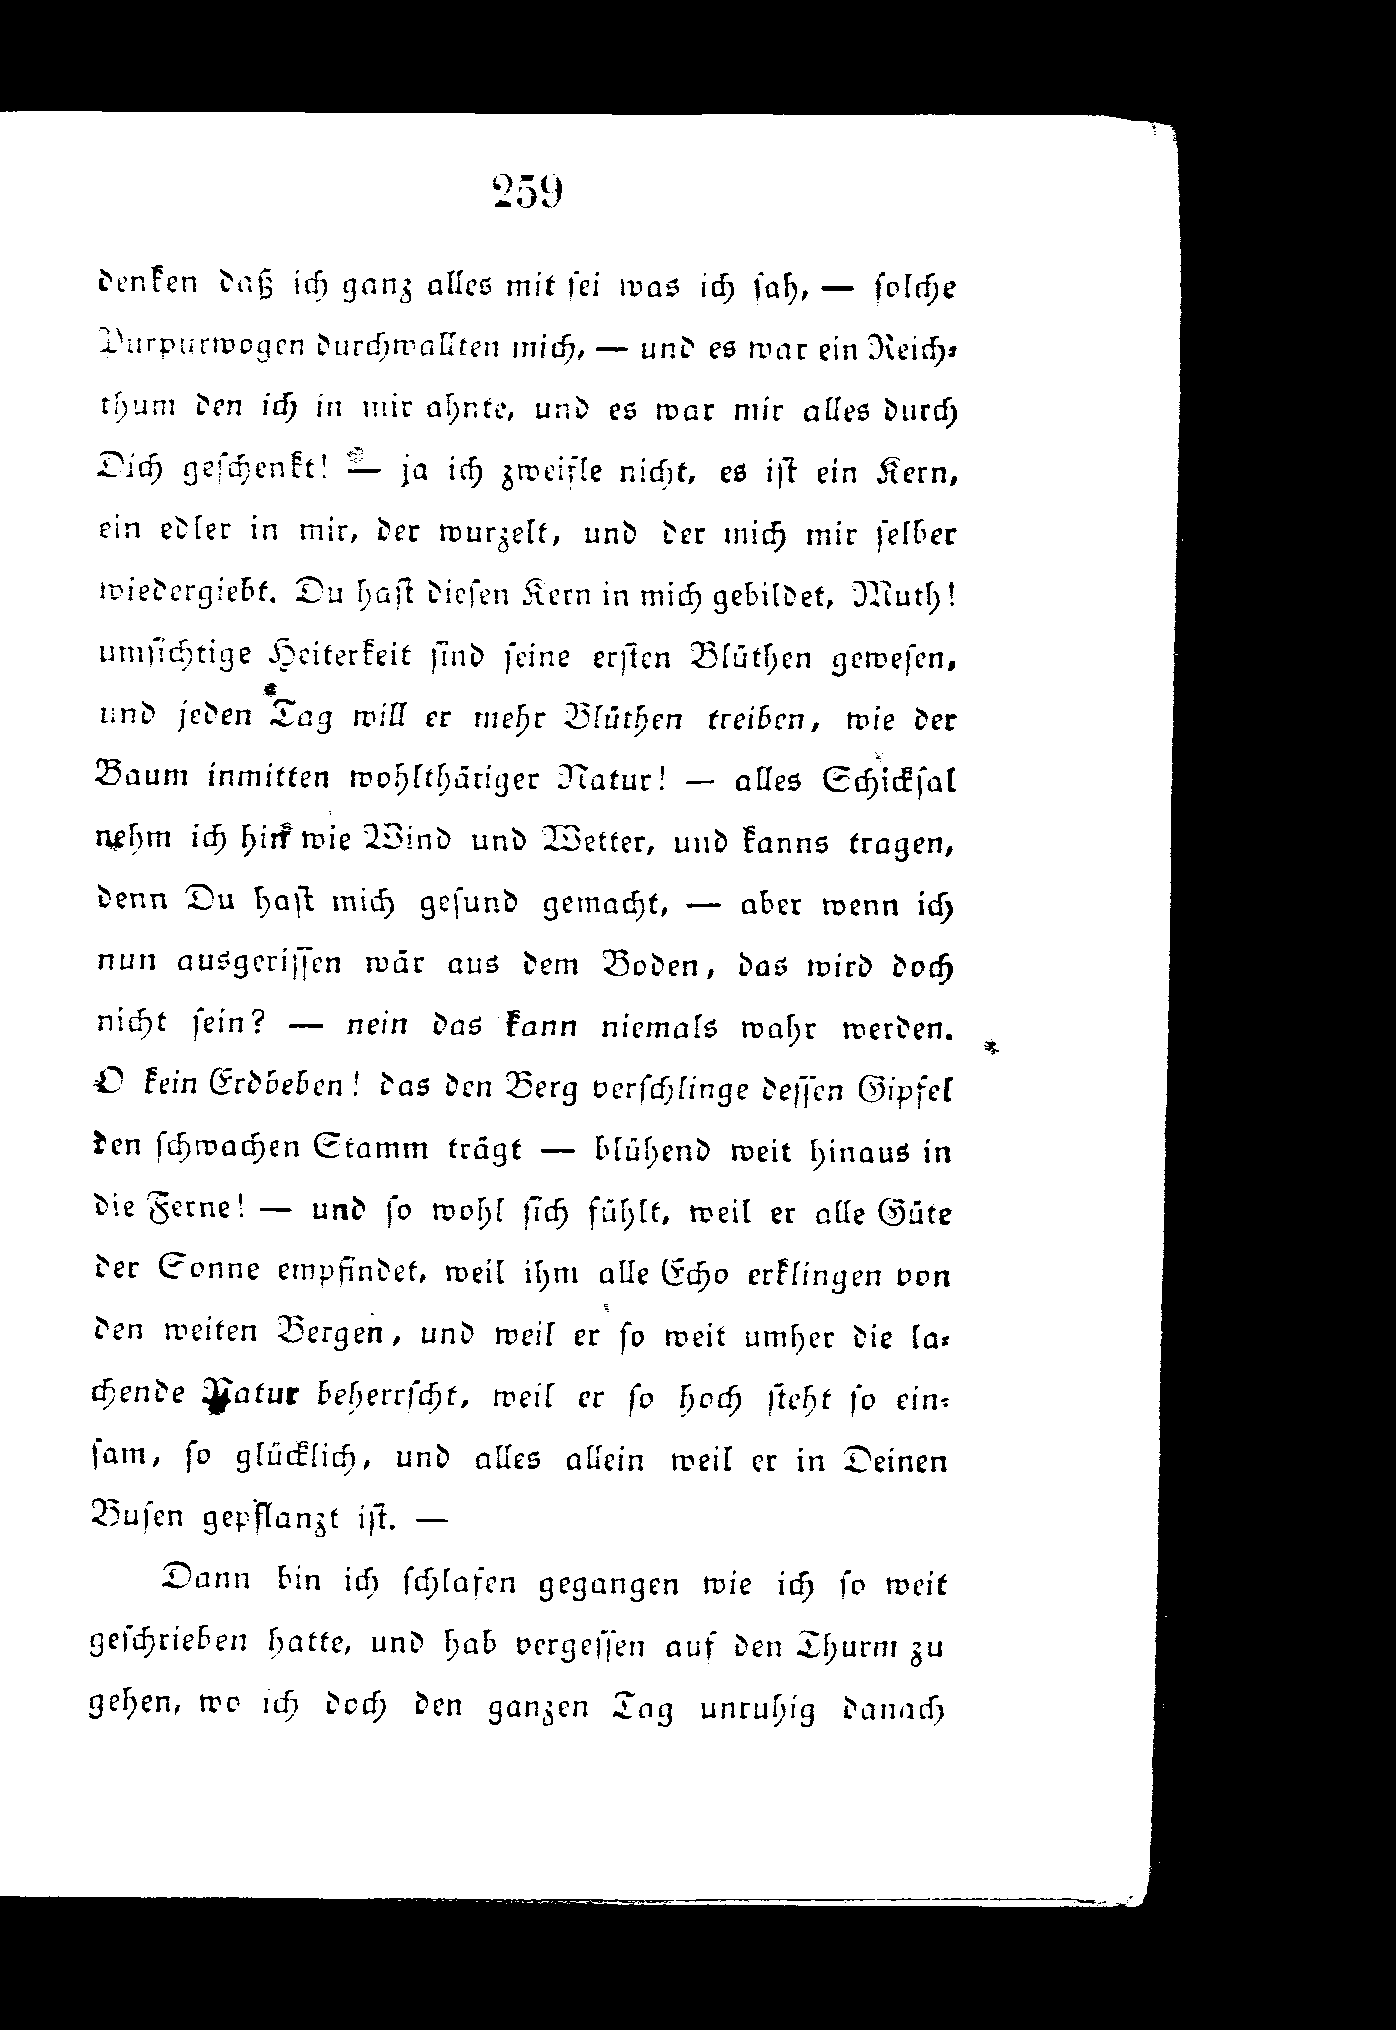 259
denken daß ich ganz alles mit sei was ich sah, — solche
Purpurwogen durchwallten mich, — und es war ein Reich-
thum den ich in mir ahnte, und es war mir alles durch
Dich geschenkt! — ja ich zweifle nicht, es ist ein Kern,
ein edler in mir, der wurzelt, und der mich mir selber
wiedergiebt. Du hast diesen Kern in mich gebildet, Muth!
umsichtige Heiterkeit sind seine ersten Blüthen gewesen,
und jeden Tag will er mehr Blüthen treiben, wie der
Baum inmitten wohlthätiger Natur! — alles Schicksal
nehm ich hin wie Wind und Wetter, und kanns tragen,
denn Du hast mich gesund gemacht, — aber wenn ich
nun ausgerissen wär aus dem Boden, das wird doch
nicht sein? — nein das kann niemals wahr werden.
O kein Erdbeben! das den Berg verschlinge dessen Gipfel
den schwachen Stamm trägt — blühend weit hinaus in
die Ferne! — und so wohl sich fühlt, weil er alle Güte
der Sonne empfindet, weil ihm alle Echo erklingen von
den weiten Bergen, und weil er so weit umher die la-
chende Natur beherrscht, weil er so hoch steht so ein-
sam, so glücklich, und alles allein weil er in Deinen
Busen gepflanzt ist. —
Dann bin ich schlafen gegangen wie ich so weit
geschrieben hatte, und hab vergessen auf den Thurm zu
gehen, wo ich doch den ganzen Tag unruhig danach